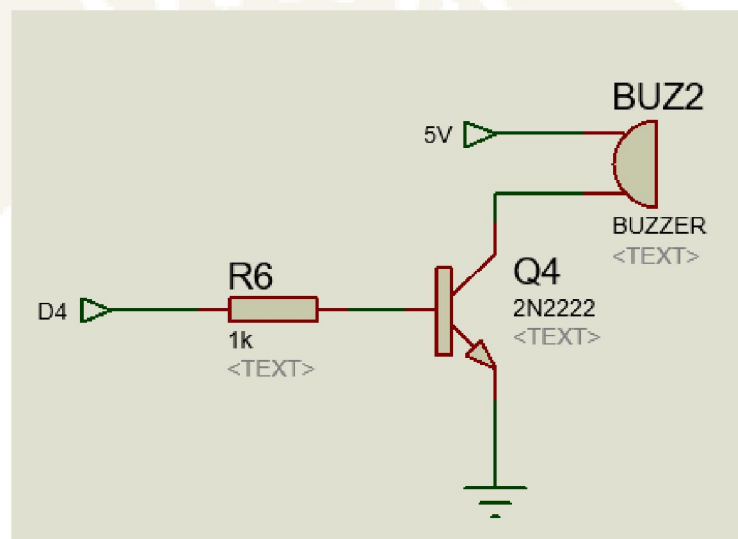 BUZ2
5V
BUZZER
<TEXT>
R6
Q4
D4
2N2222
1k
<TEXT>
<TEXT>